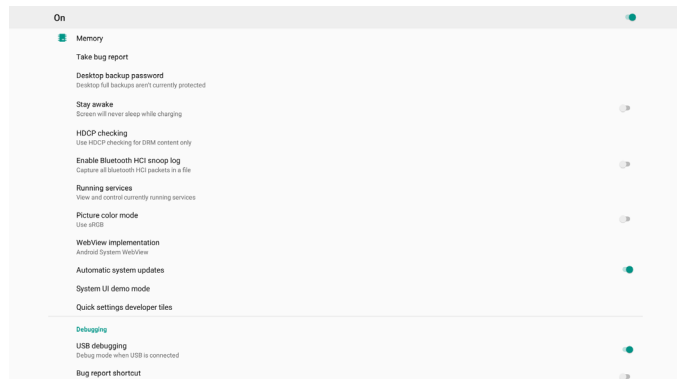 On
Memory
Take bug report
Desktop backup password
Desktop full backups aren't currently protected
Stay awake
Screen will never sleep while charging
HDCP checking
Use HDCP checking for DRM content only
Enable Bluetooth HCI snoop log
Capture all bluetooth HCI packets in a file
Running services
View and control currently running services
Picture color mode
Use sRGB
WebView implementation
Android System WebView
Automatic system updates
System UI demo mode
Quick settings developer tiles
Debugging
USB debugging
Debug mode when USB is connected
Bug report shortcut